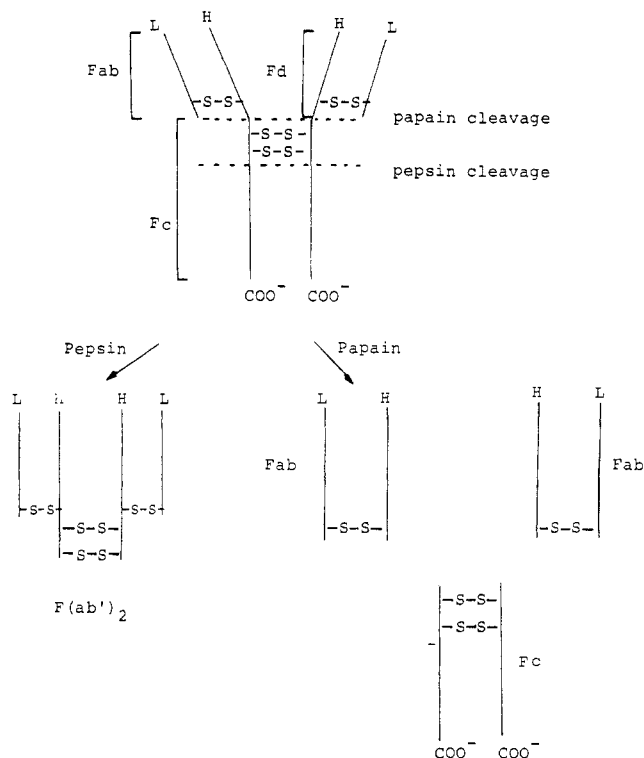 L H H L
Fab Fd
-S-S- -S-S-
papain cleavage
-S-S-
-S-S-
pepsin cleavage
Fc
COO⁻ COO⁻
Pepsin Papain
L H L
L H H
H L
Fab Fab
-S-S- -S-S-
-S-S- -S-S-
-S-S-
-S-S-
F(ab')₂
-S-S-
-S-S-
Fc
COO⁻ COO⁻